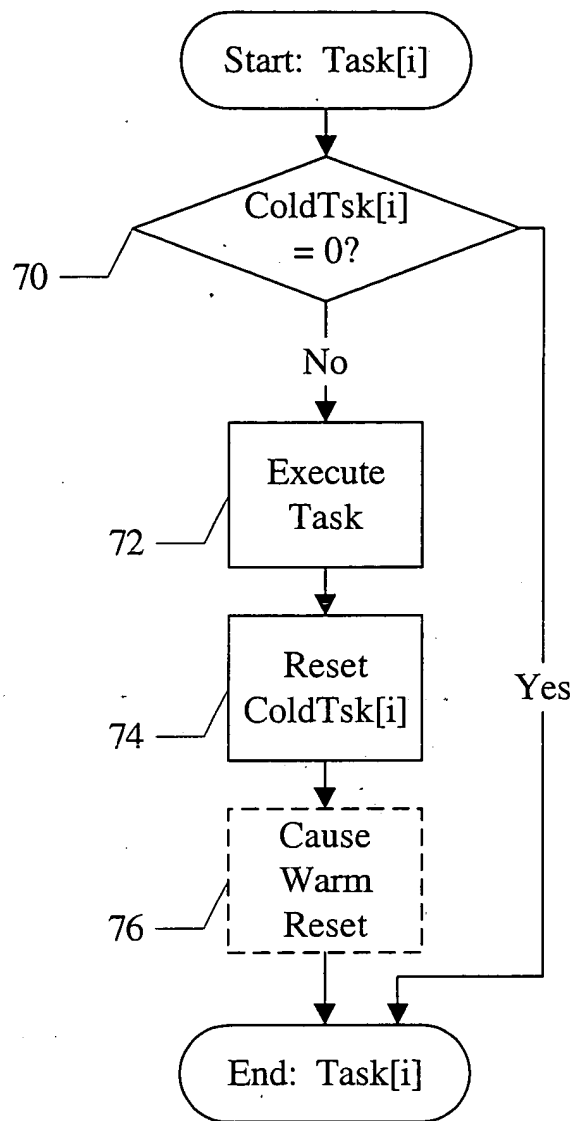 Start: Task[i]
ColdTsk[i]
= 0?
70
No
Execute
Task
72
Reset
ColdTsk[i]
74
Yes
Cause
Warm
Reset
76
End: Task[i]